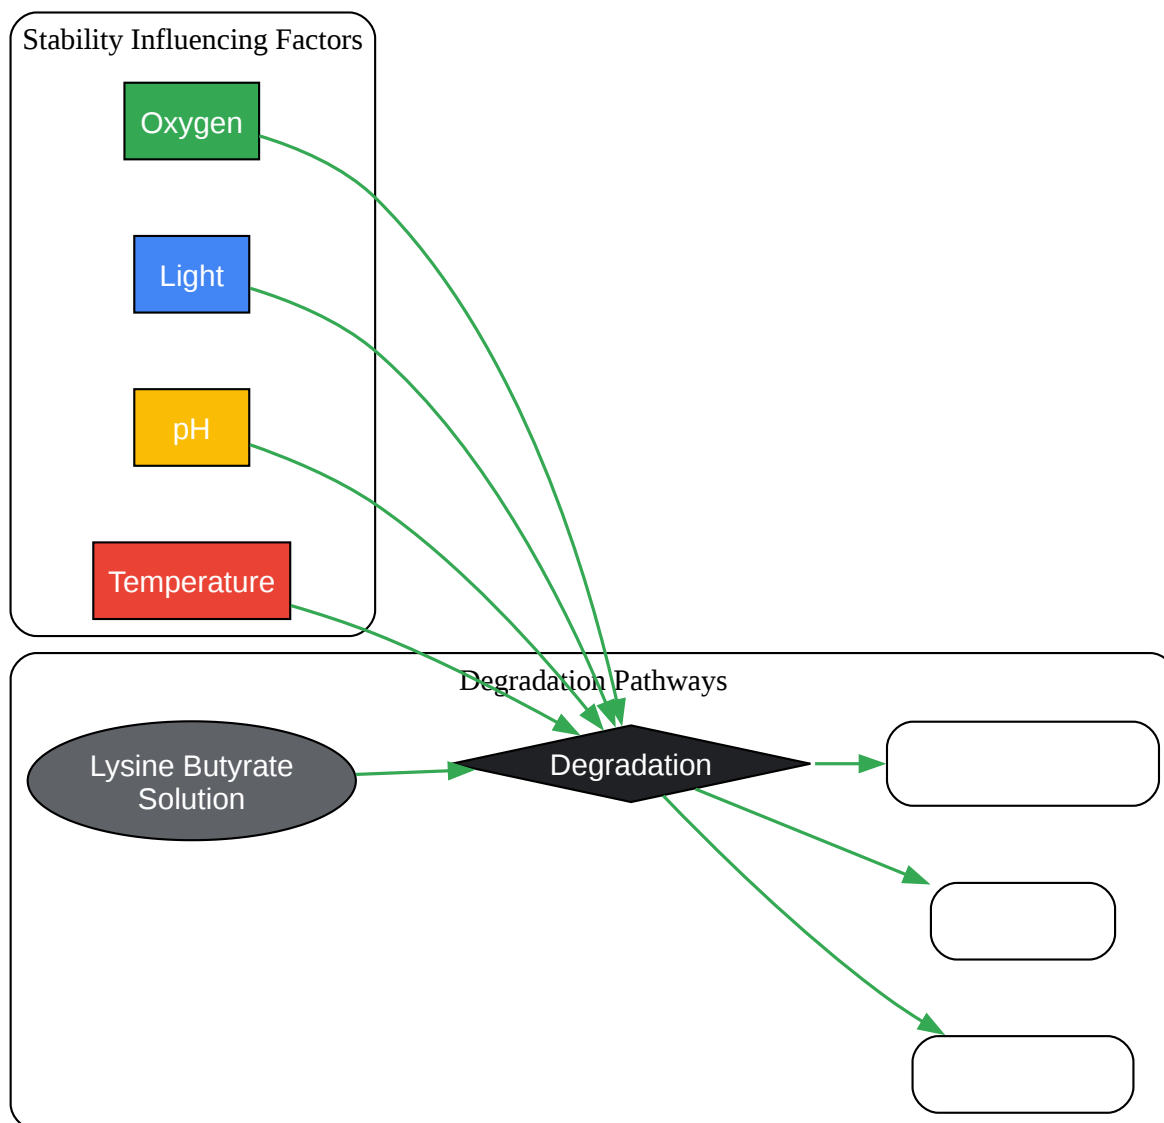 Stability Influencing Factors
Oxygen
Light
pH
Temperature
Degradation Pathways
Lysine Butyrate
Solution
Degradation